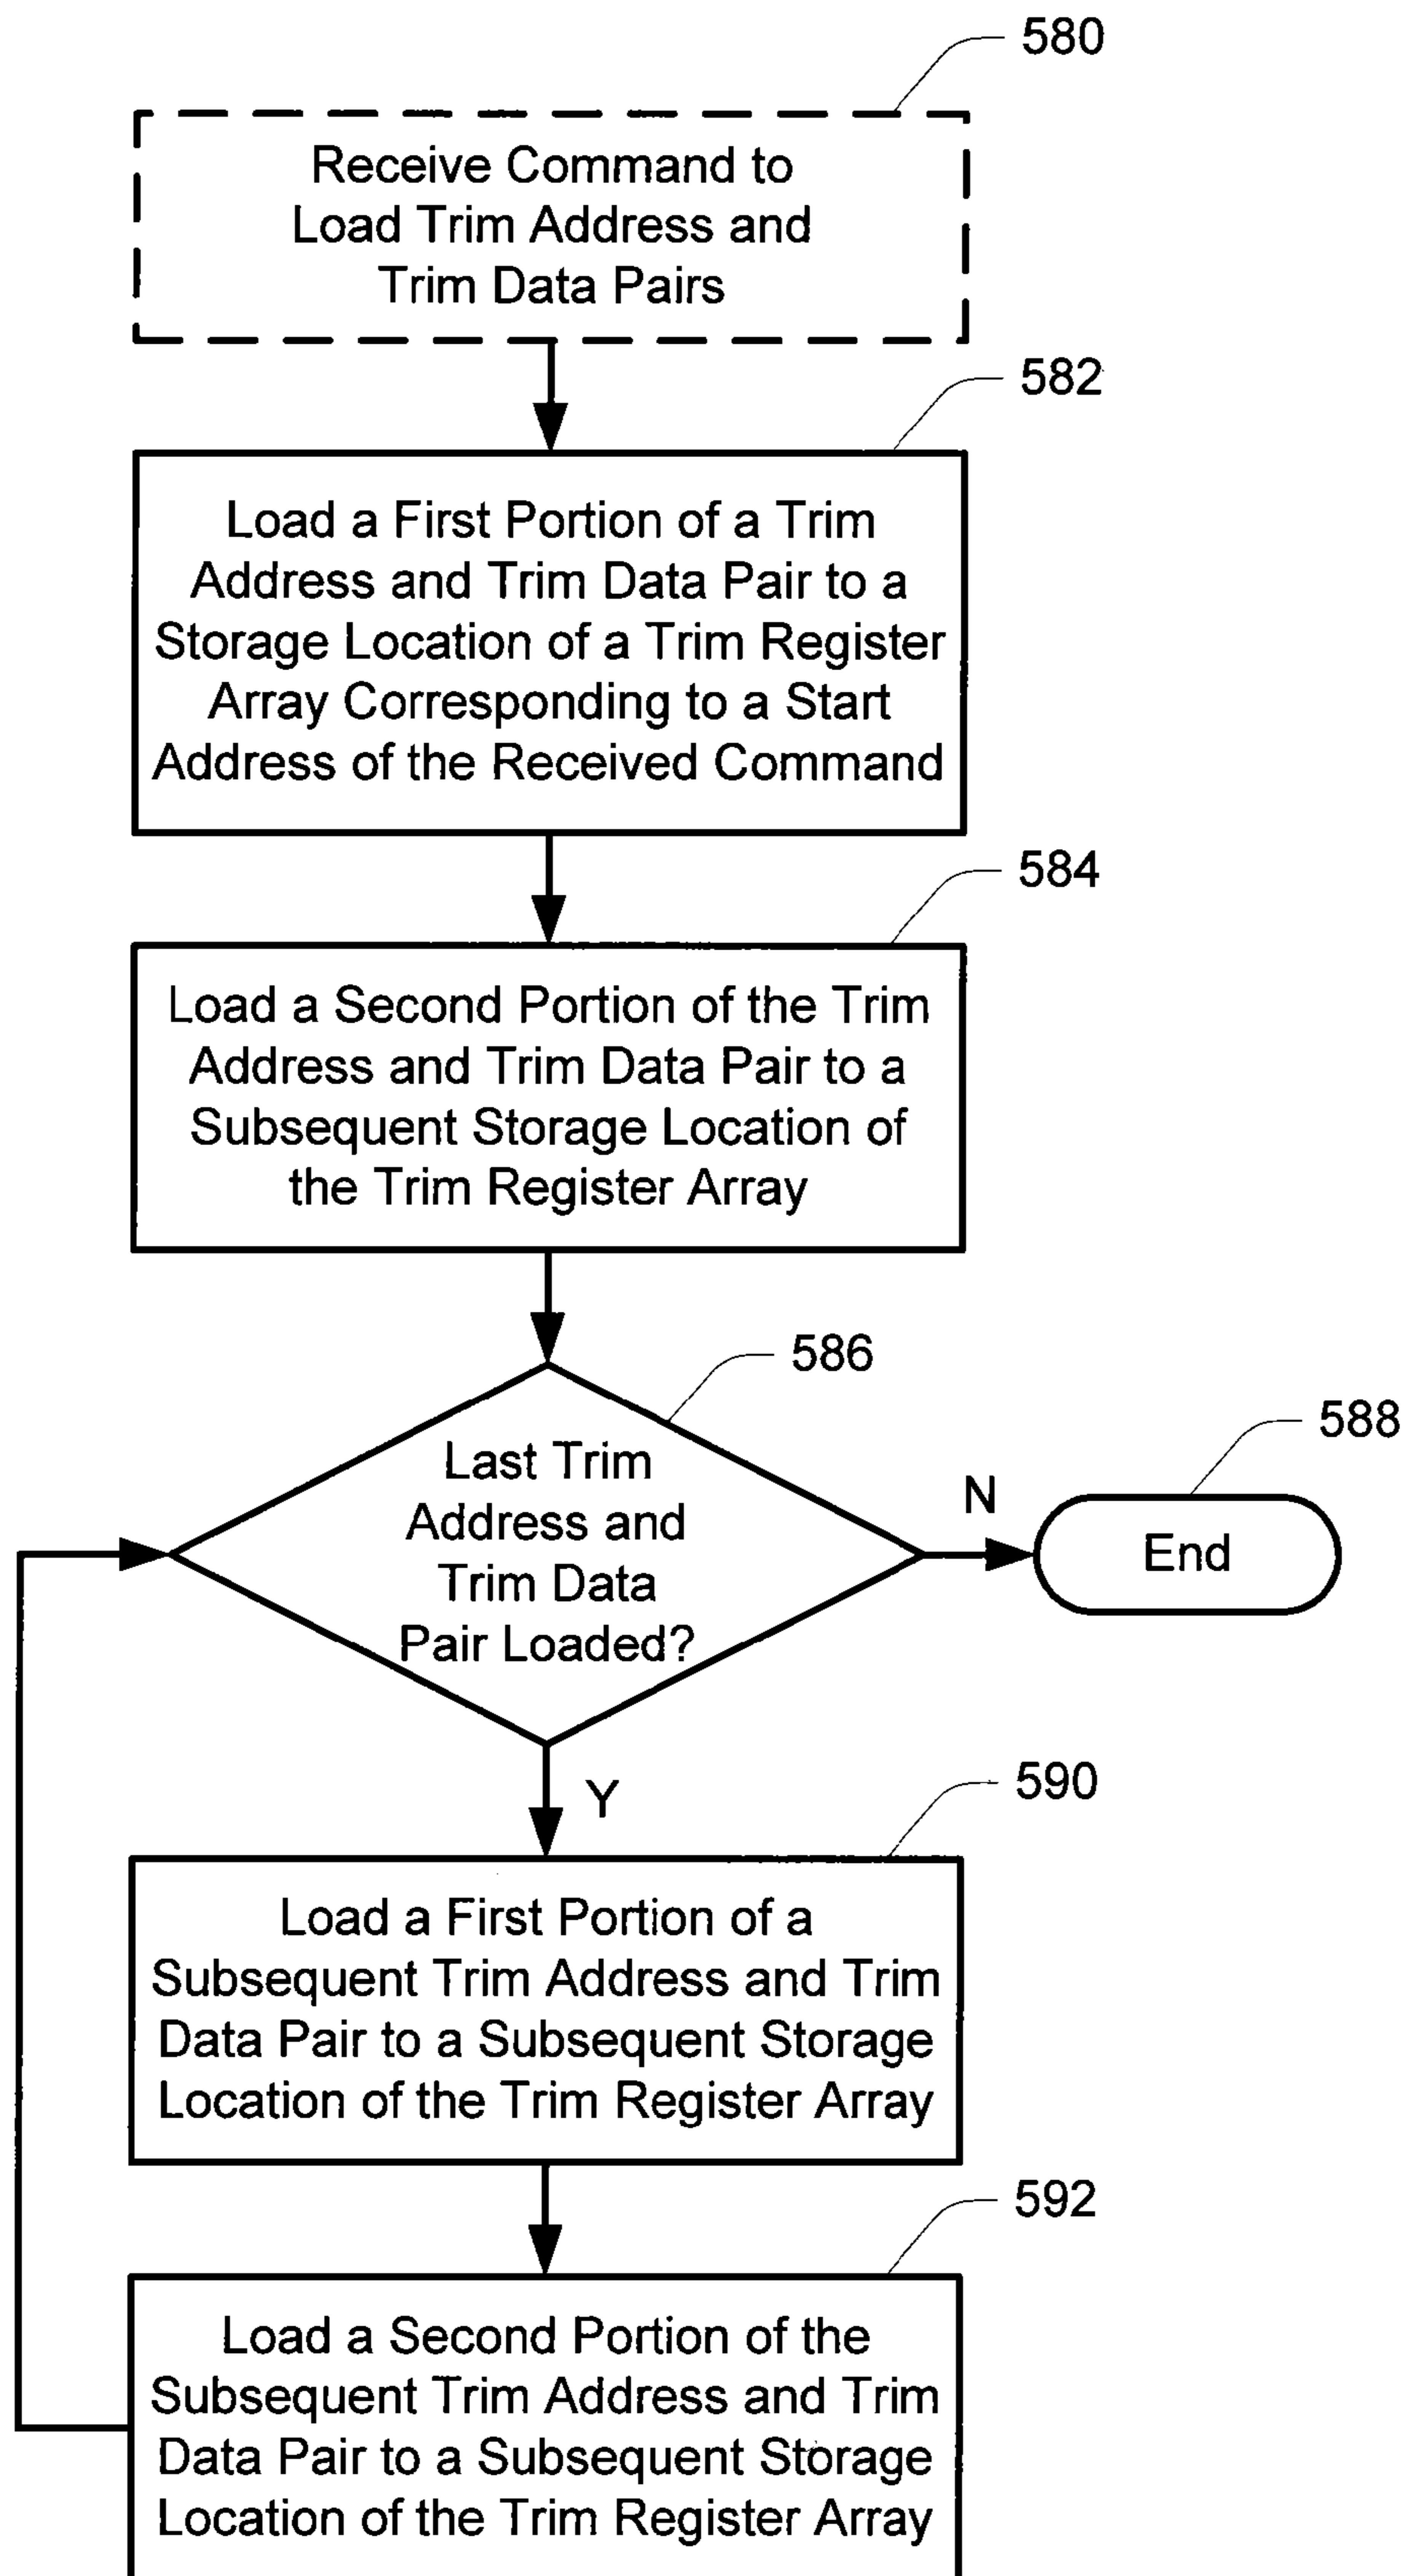 580
Receive Command to
Load Trim Address and
Trim Data Pairs
582
Load a First Portion of a Trim
Address and Trim Data Pair to a
Storage Location of a Trim Register
Array Corresponding to a Start
Address of the Received Command
584
Load a Second Portion of the Trim
Address and Trim Data Pair to a
Subsequent Storage Location of
the Trim Register Array
586
Last Trim
Address and
Trim Data
Pair Loaded?
N
588
End
Y
590
Load a First Portion of a
Subsequent Trim Address and Trim
Data Pair to a Subsequent Storage
Location of the Trim Register Array
592
Load a Second Portion of the
Subsequent Trim Address and Trim
Data Pair to a Subsequent Storage
Location of the Trim Register Array